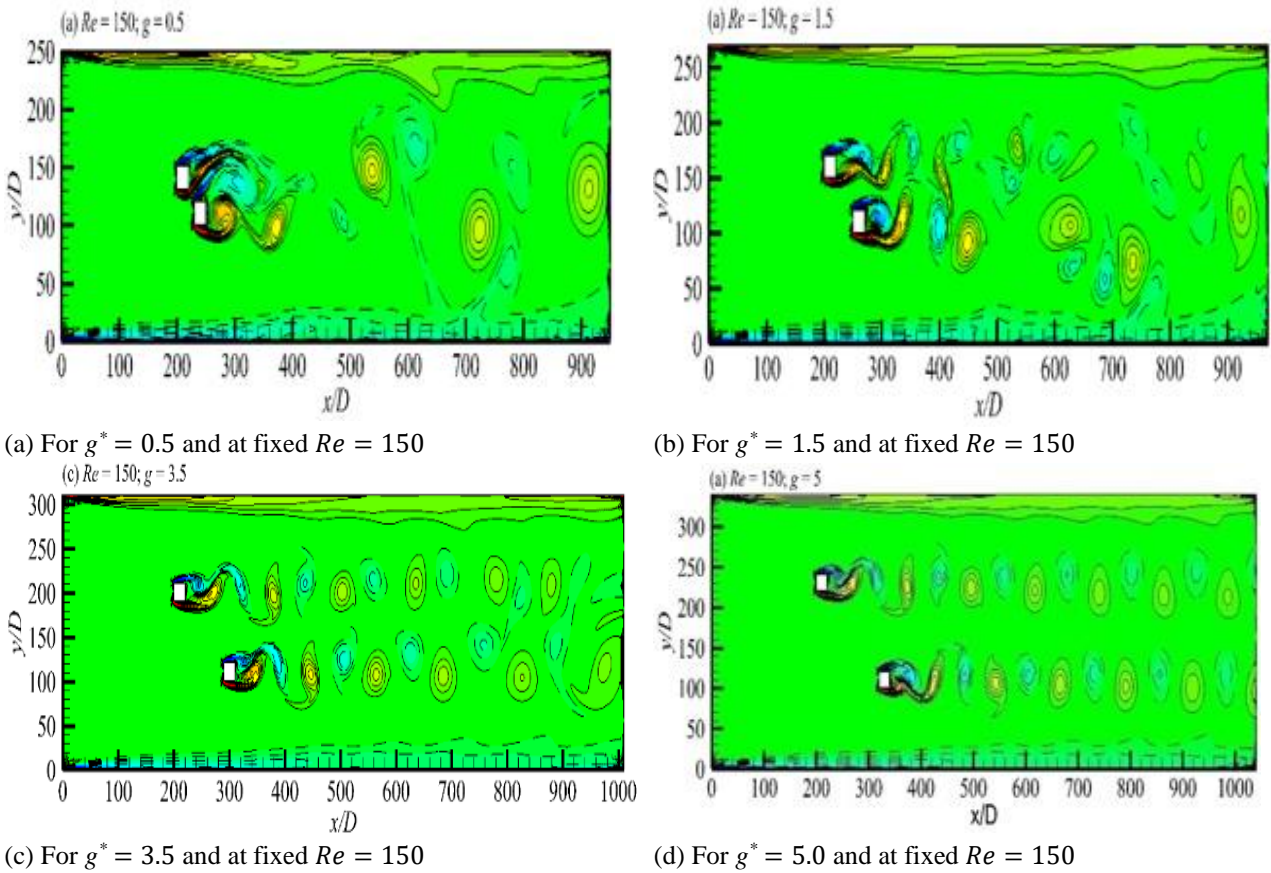 (a) Re = 150; g = 0.5
250
200
150
100
50
0
y/D
0 100 200 300 400 500 600 700 800 900
x/D
(a) Re = 150; g = 1.5
250
200
150
100
50
0
y/D
0 100 200 300 400 500 600 700 800 900
x/D
(a) For g* = 0.5 and at fixed Re = 150
(b) For g* = 1.5 and at fixed Re = 150
(c) Re = 150; g = 3.5
300
250
200
150
100
50
0
y/D
0 100 200 300 400 500 600 700 800 900 1000
x/D
(a) Re = 150; g = 5
300
250
200
150
100
50
0
y/D
0 100 200 300 400 500 600 700 800 900 1000
x/D
(c) For g* = 3.5 and at fixed Re = 150
(d) For g* = 5.0 and at fixed Re = 150